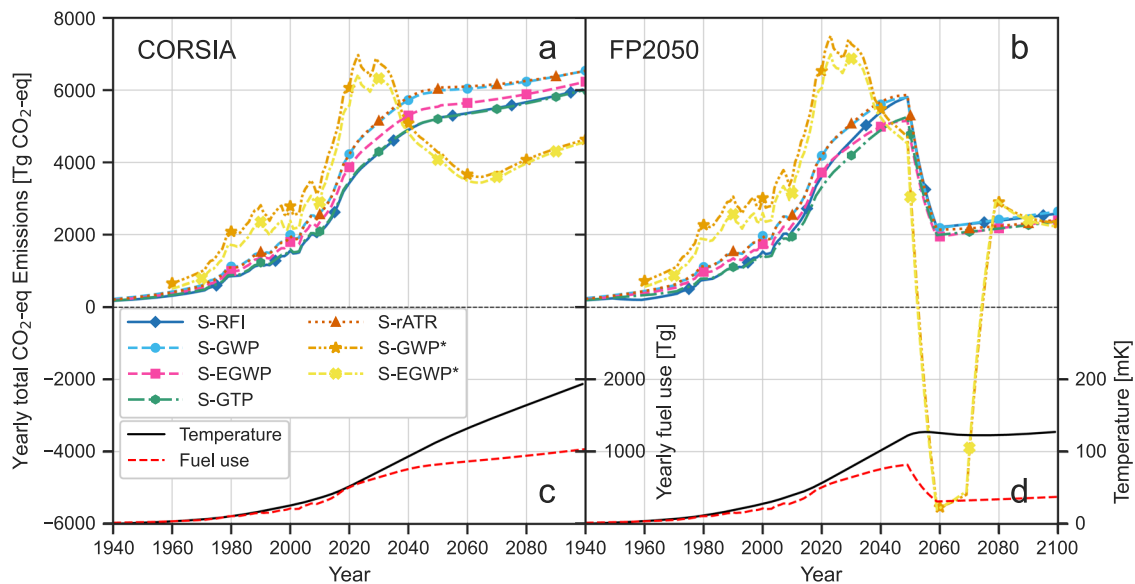 CORSIA
a
FP2050
b
Yearly total CO₂-eq Emissions [Tg CO₂-eq]
8000
6000
4000
2000
0
−2000
−4000
−6000
S-RFI
S-GWP
S-EGWP
S-GTP
S-rATR
S-GWP*
S-EGWP*
Temperature
Fuel use
c
d
Yearly fuel use [Tg]
2000
1000
Temperature [mK]
200
100
0
1940 1960 1980 2000 2020 2040 2060 2080 1940 1960 1980 2000 2020 2040 2060 2080 2100
Year
Year